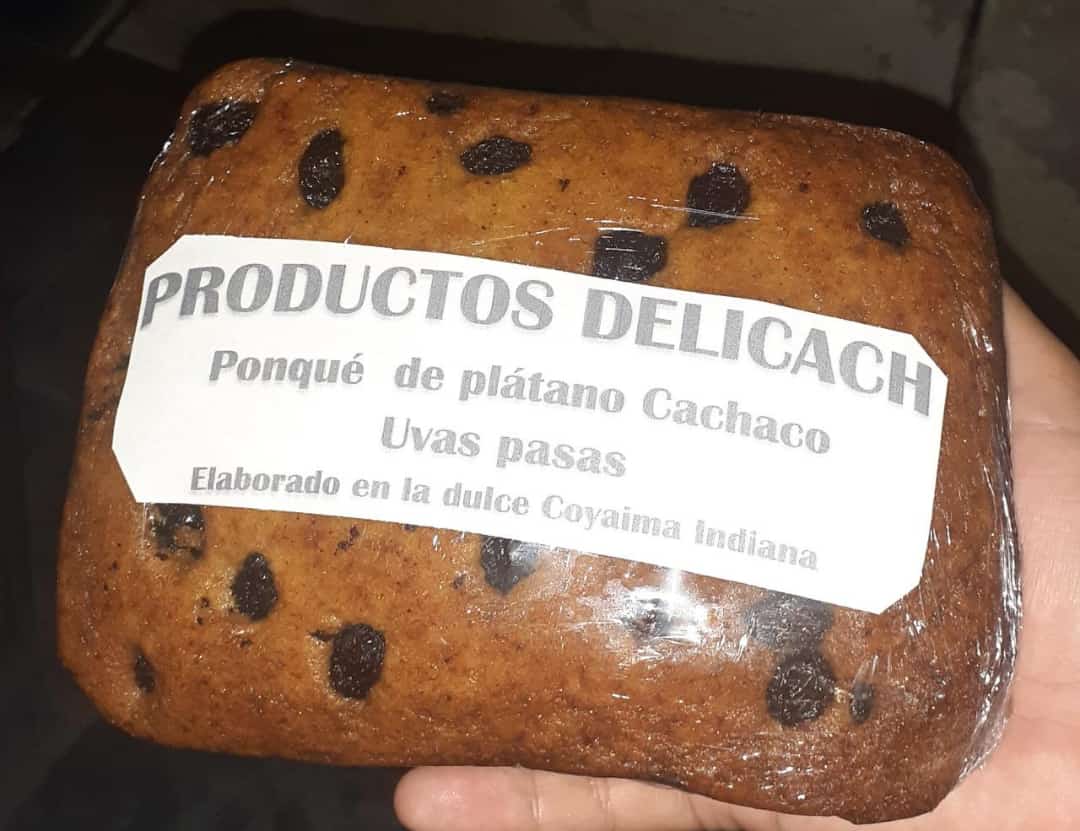 PRODUCTOS DELICACH
Ponqué de plátano Cachaco
Uvas pasas
Elaborado en la dulce Coyaima Indiana